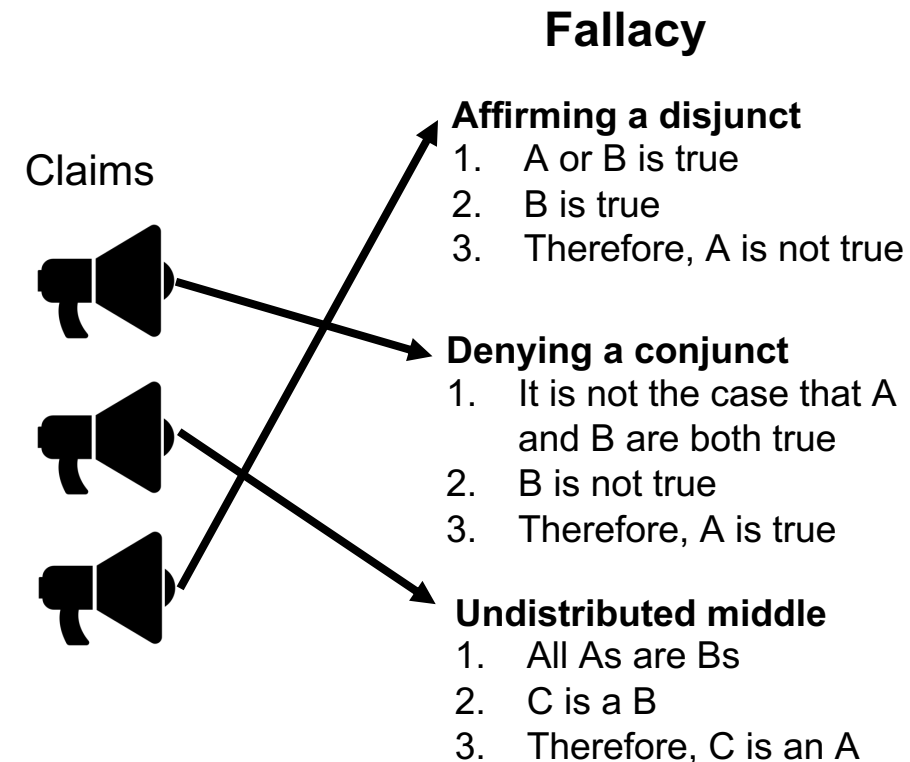 Fallacy
Claims
Affirming a disjunct
1. A or B is true
2. B is true
3. Therefore, A is not true
Denying a conjunct
1. It is not the case that A
and B are both true
2. B is not true
3. Therefore, A is true
Undistributed middle
1. All As are Bs
2. C is a B
3. Therefore, C is an A